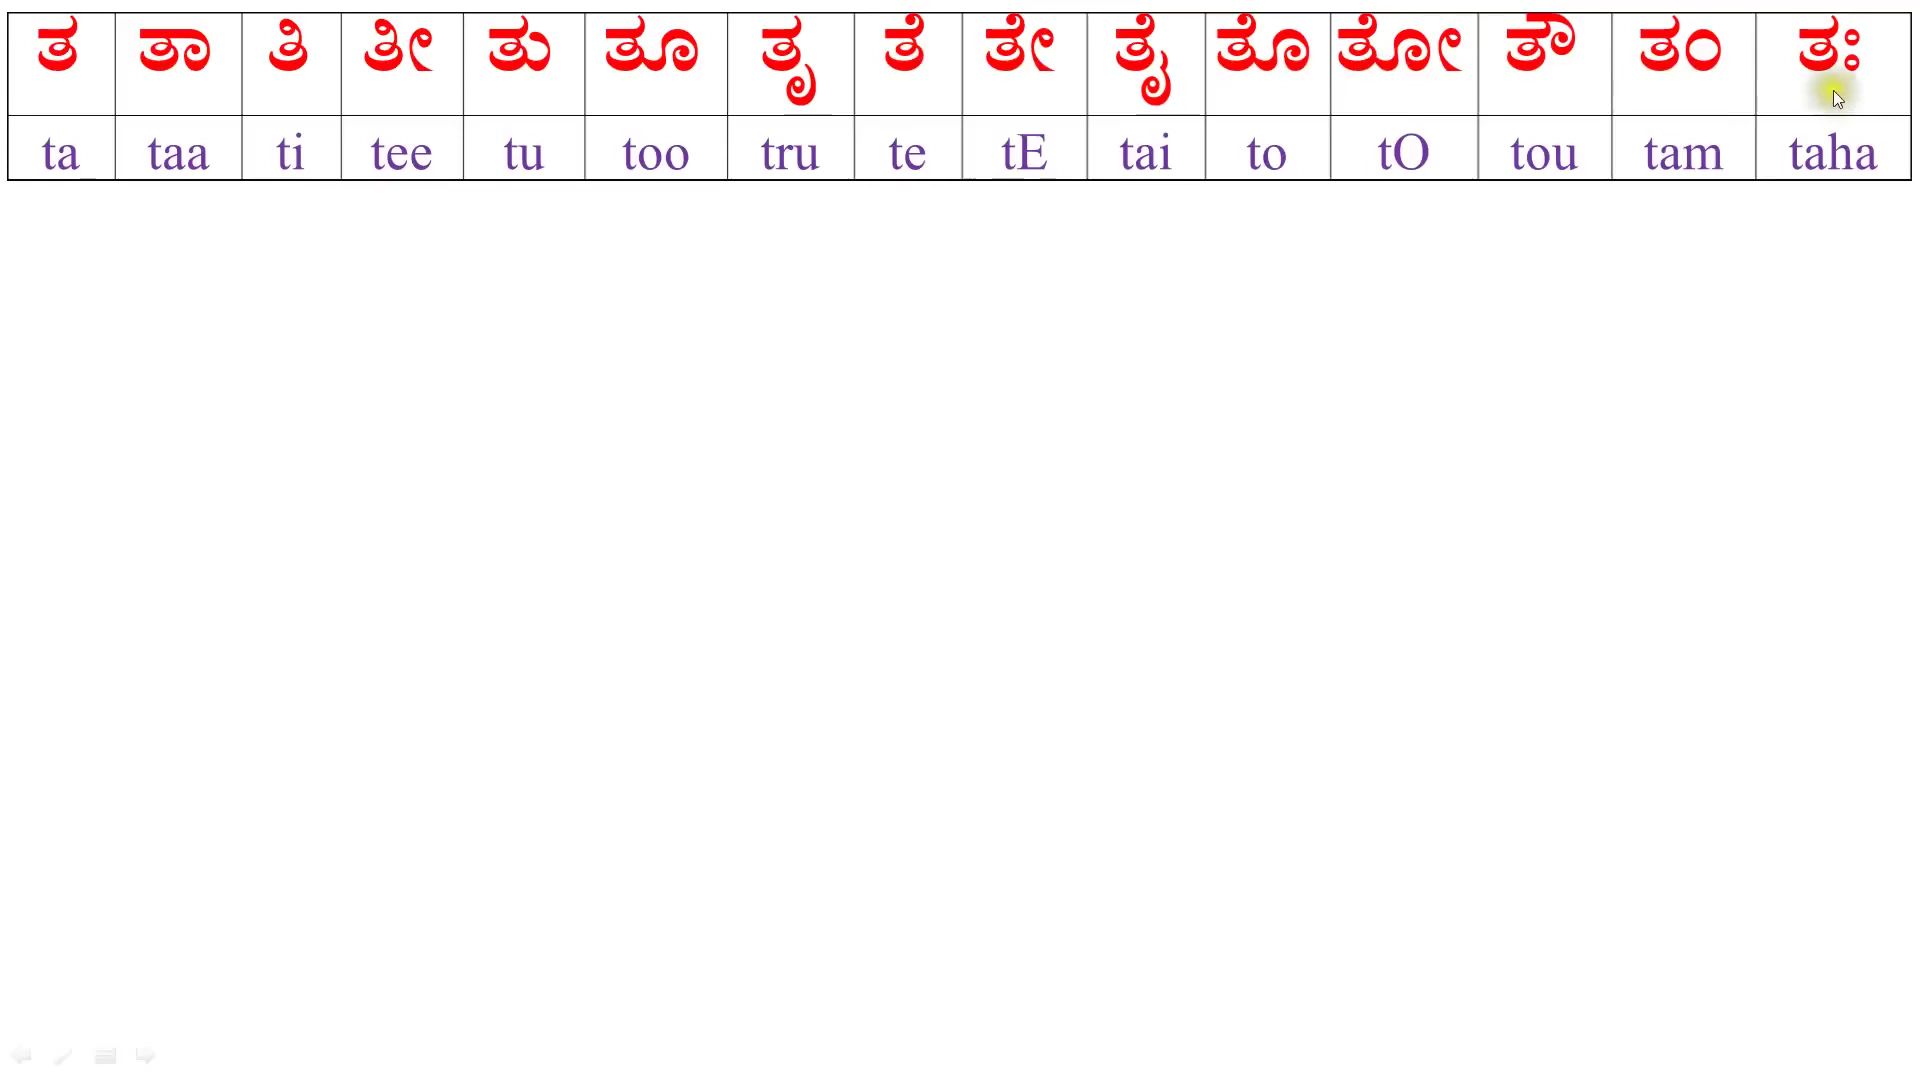 ತ ತಾ ತಿ ತೀ ತು ತೂ ತೃ ತೆ ತೇ ತೈ ತೊ ತೋ ತೌ ತಂ ತಃ
ta taa ti tee tu too tru te tE tai to tO tou tam taha